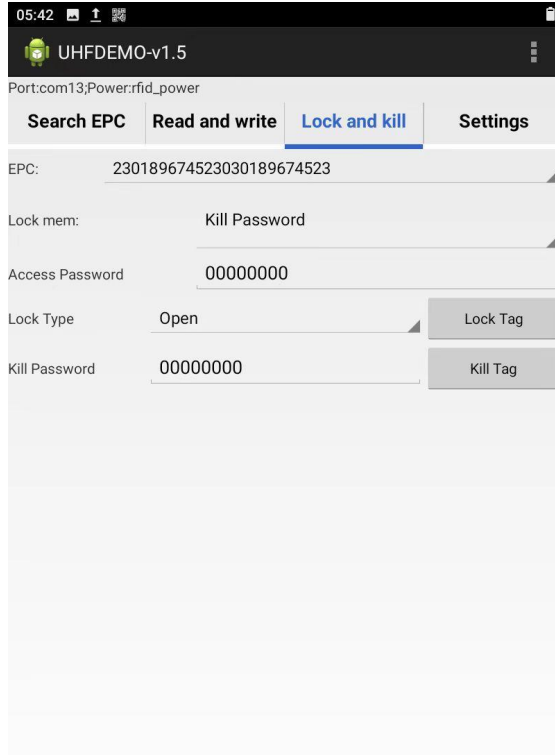 05:42
UHFDEMO-v1.5
Port:com13;Power:rfid_power
Search EPC Read and write Lock and kill Settings
EPC: 230189674523030189674523
Lock mem: Kill Password
Access Password 00000000
Lock Type Open Lock Tag
Kill Password 00000000 Kill Tag